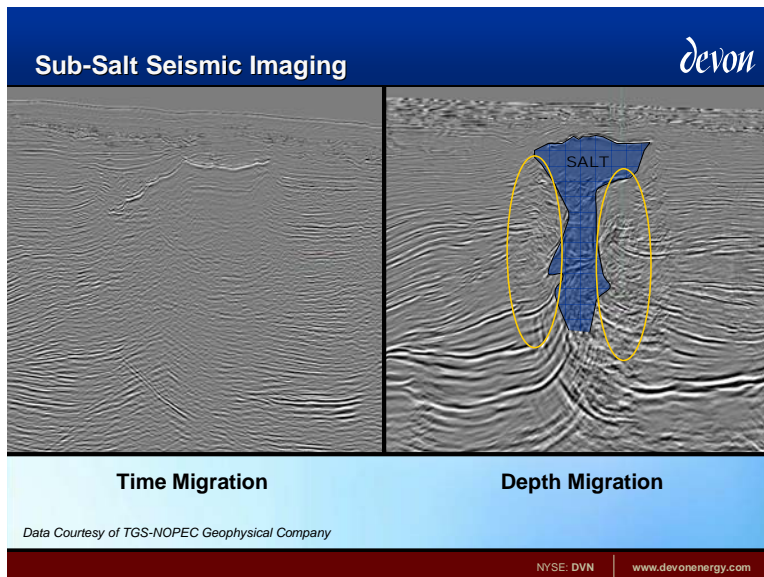 Sub-Salt Seismic Imaging
devon
SALT
Time Migration
Depth Migration
Data Courtesy of TGS-NOPEC Geophysical Company
NYSE: DVN
www.devonenergy.com